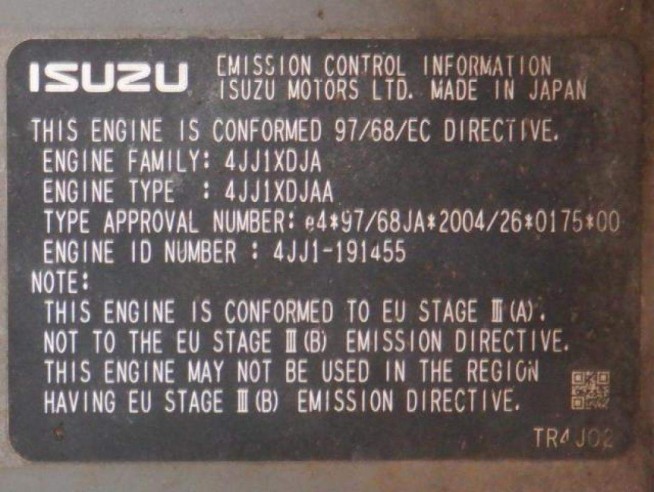 ISUZU EMISSION CONTROL INFORMATION
ISUZU MOTORS LTD. MADE IN JAPAN
THIS ENGINE IS CONFORMED 97/68/EC DIRECTIVE.
ENGINE FAMILY: 4JJ1XDJA
ENGINE TYPE : 4JJ1XDJAA
TYPE APPROVAL NUMBER: e4*97/68JA*2004/26*0175*00
ENGINE ID NUMBER : 4JJ1-191455
NOTE:
THIS ENGINE IS CONFORMED TO EU STAGE Ⅲ (A).
NOT TO THE EU STAGE Ⅲ (B) EMISSION DIRECTIVE.
THIS ENGINE MAY NOT BE USED IN THE REGION
HAVING EU STAGE Ⅲ (B) EMISSION DIRECTIVE.
TR4J02